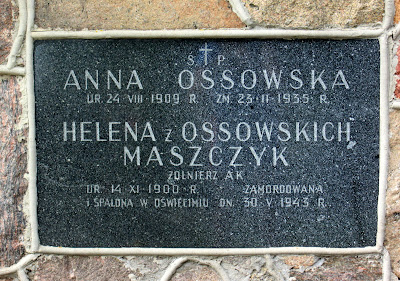 Ś † P
ANNA OSSOWSKA
UR. 24·VIII·1909 R. ZM. 23·II·1935 R.
HELENA z OSSOWSKICH
MASZCZYK
ŻOŁNIERZ AK
UR. 14·XI·1900·R. ZAMORDOWANA
I SPALONA W OŚWIĘCIMIU DN. 30·V·1943 R.